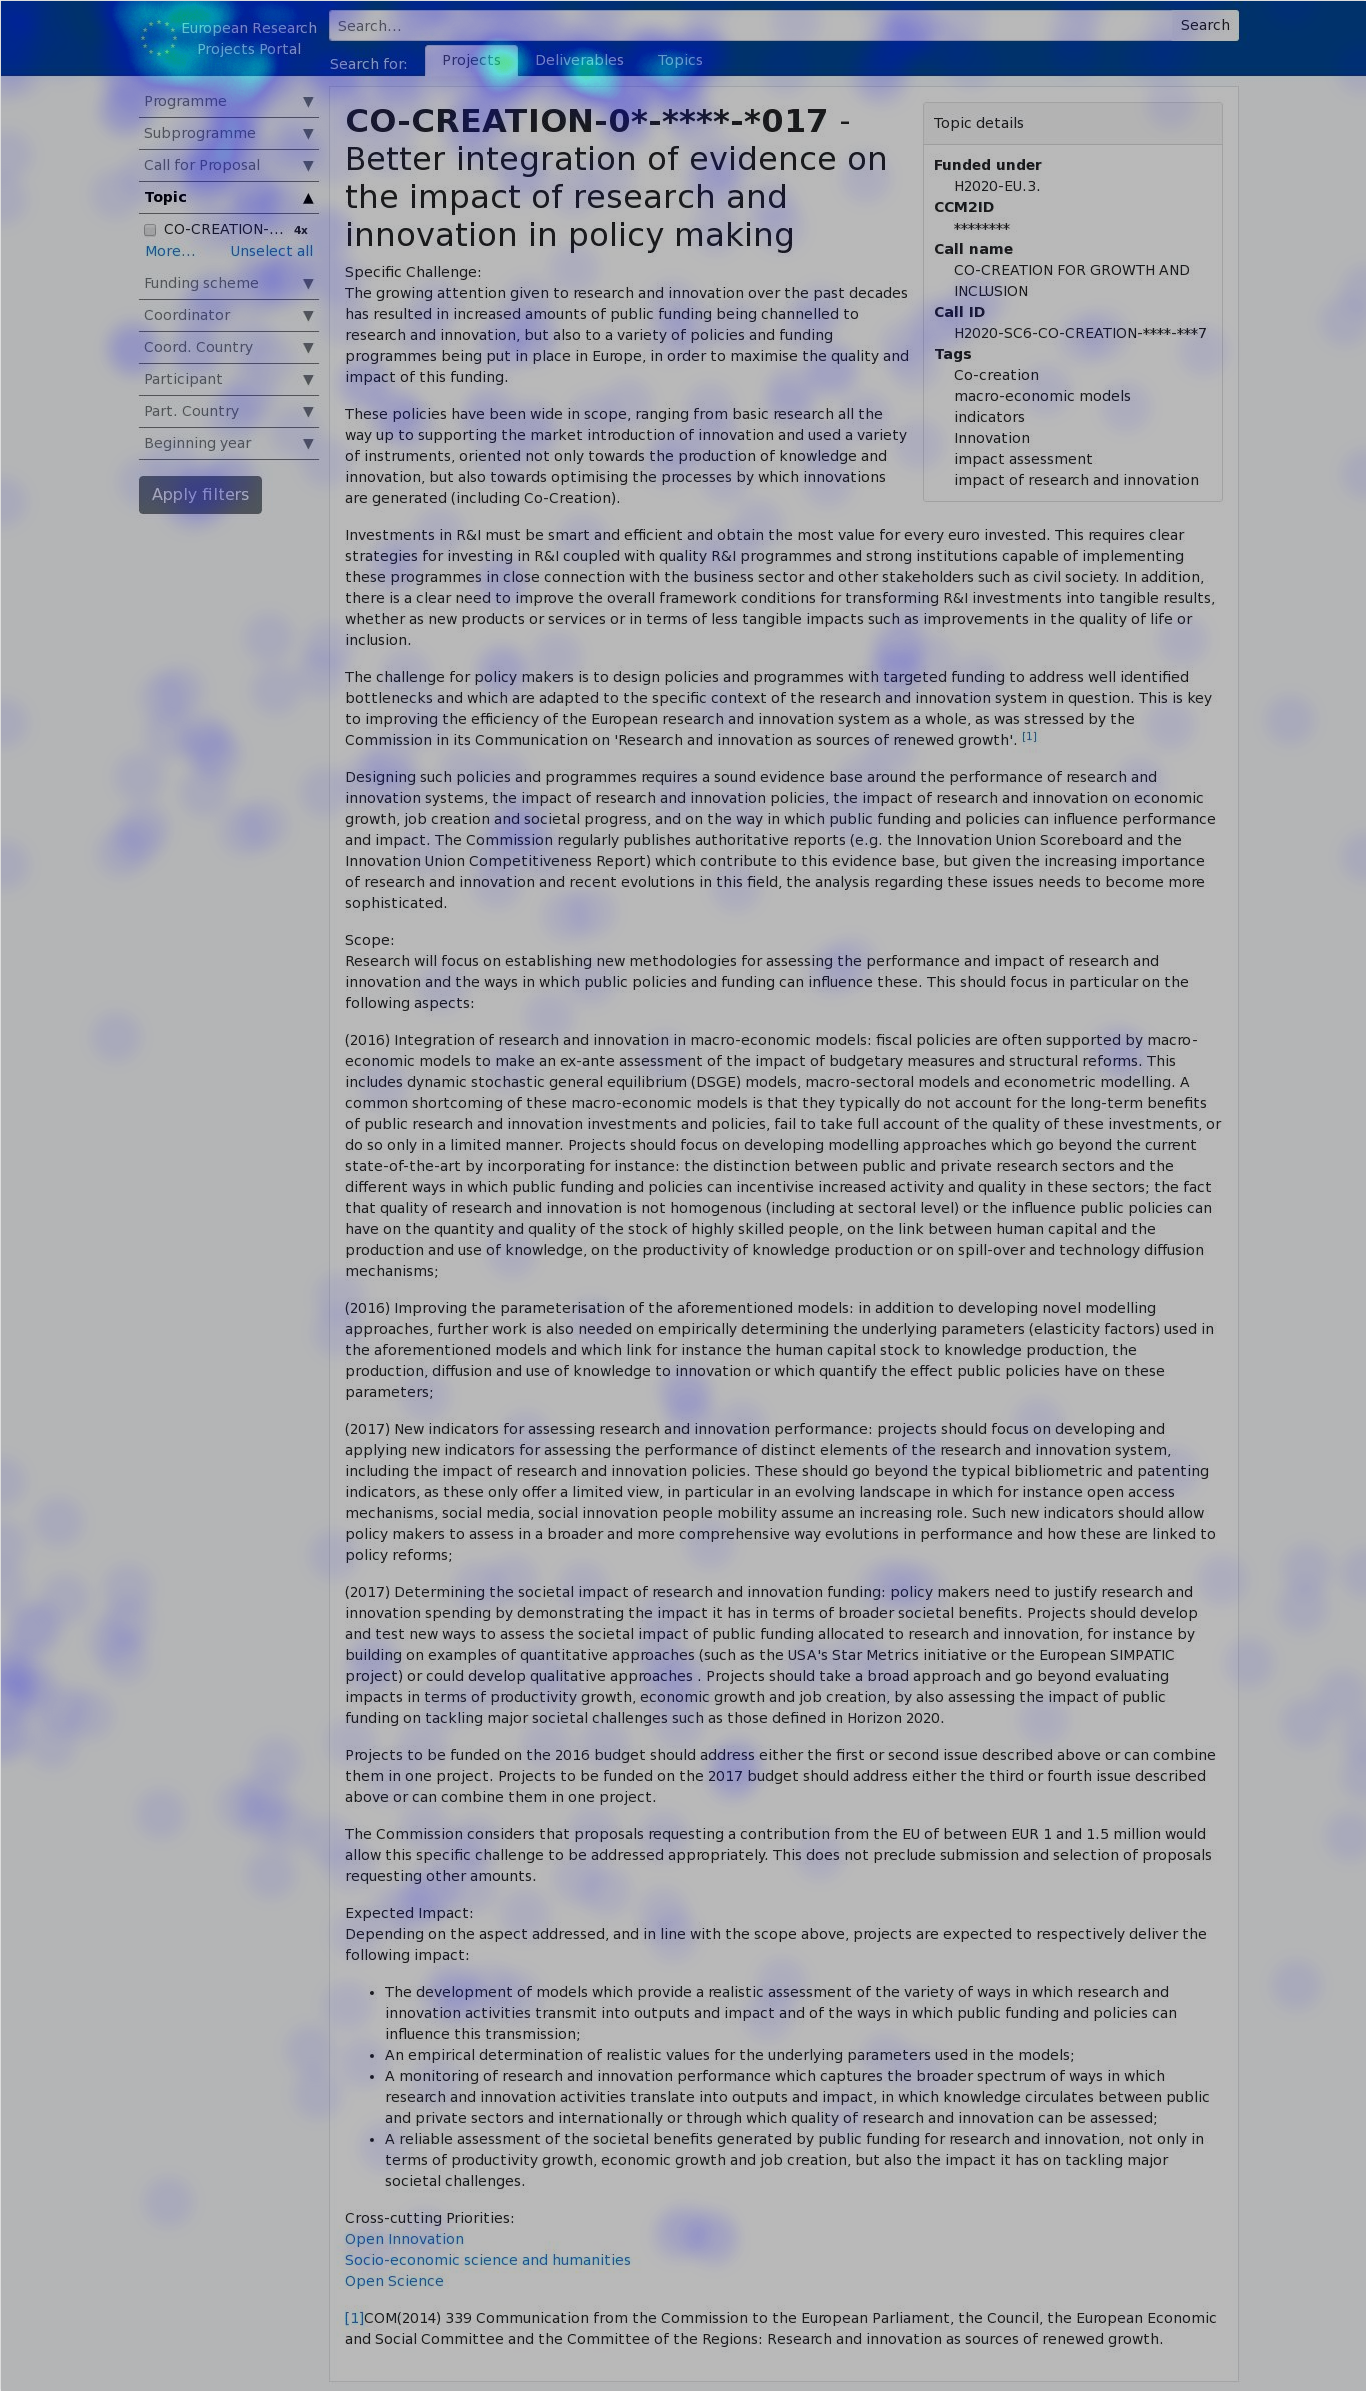 European Research
Projects Portal
Search...
Search
Search for:
Projects
Deliverables
Topics
Programme ▼
Subprogramme ▼
Call for Proposal ▼
Topic ▲
CO-CREATION-... 4x
More... Unselect all
Funding scheme ▼
Coordinator ▼
Coord. Country ▼
Participant ▼
Part. Country ▼
Beginning year ▼
Apply filters
CO-CREATION-0*-****-*017 -
Better integration of evidence on
the impact of research and
innovation in policy making
Topic details
Funded under
H2020-EU.3.
CCM2ID
********
Call name
CO-CREATION FOR GROWTH AND
INCLUSION
Call ID
H2020-SC6-CO-CREATION-****-***7
Tags
Co-creation
macro-economic models
indicators
Innovation
impact assessment
impact of research and innovation
Specific Challenge:
The growing attention given to research and innovation over the past decades
has resulted in increased amounts of public funding being channelled to
research and innovation, but also to a variety of policies and funding
programmes being put in place in Europe, in order to maximise the quality and
impact of this funding.
These policies have been wide in scope, ranging from basic research all the
way up to supporting the market introduction of innovation and used a variety
of instruments, oriented not only towards the production of knowledge and
innovation, but also towards optimising the processes by which innovations
are generated (including Co-Creation).
Investments in R&I must be smart and efficient and obtain the most value for every euro invested. This requires clear
strategies for investing in R&I coupled with quality R&I programmes and strong institutions capable of implementing
these programmes in close connection with the business sector and other stakeholders such as civil society. In addition,
there is a clear need to improve the overall framework conditions for transforming R&I investments into tangible results,
whether as new products or services or in terms of less tangible impacts such as improvements in the quality of life or
inclusion.
The challenge for policy makers is to design policies and programmes with targeted funding to address well identified
bottlenecks and which are adapted to the specific context of the research and innovation system in question. This is key
to improving the efficiency of the European research and innovation system as a whole, as was stressed by the
Commission in its Communication on 'Research and innovation as sources of renewed growth'. [1]
Designing such policies and programmes requires a sound evidence base around the performance of research and
innovation systems, the impact of research and innovation policies, the impact of research and innovation on economic
growth, job creation and societal progress, and on the way in which public funding and policies can influence performance
and impact. The Commission regularly publishes authoritative reports (e.g. the Innovation Union Scoreboard and the
Innovation Union Competitiveness Report) which contribute to this evidence base, but given the increasing importance
of research and innovation and recent evolutions in this field, the analysis regarding these issues needs to become more
sophisticated.
Scope:
Research will focus on establishing new methodologies for assessing the performance and impact of research and
innovation and the ways in which public policies and funding can influence these. This should focus in particular on the
following aspects:
(2016) Integration of research and innovation in macro-economic models: fiscal policies are often supported by macro-
economic models to make an ex-ante assessment of the impact of budgetary measures and structural reforms. This
includes dynamic stochastic general equilibrium (DSGE) models, macro-sectoral models and econometric modelling. A
common shortcoming of these macro-economic models is that they typically do not account for the long-term benefits
of public research and innovation investments and policies, fail to take full account of the quality of these investments, or
do so only in a limited manner. Projects should focus on developing modelling approaches which go beyond the current
state-of-the-art by incorporating for instance: the distinction between public and private research sectors and the
different ways in which public funding and policies can incentivise increased activity and quality in these sectors; the fact
that quality of research and innovation is not homogenous (including at sectoral level) or the influence public policies can
have on the quantity and quality of the stock of highly skilled people, on the link between human capital and the
production and use of knowledge, on the productivity of knowledge production or on spill-over and technology diffusion
mechanisms;
(2016) Improving the parameterisation of the aforementioned models: in addition to developing novel modelling
approaches, further work is also needed on empirically determining the underlying parameters (elasticity factors) used in
the aforementioned models and which link for instance the human capital stock to knowledge production, the
production, diffusion and use of knowledge to innovation or which quantify the effect public policies have on these
parameters;
(2017) New indicators for assessing research and innovation performance: projects should focus on developing and
applying new indicators for assessing the performance of distinct elements of the research and innovation system,
including the impact of research and innovation policies. These should go beyond the typical bibliometric and patenting
indicators, as these only offer a limited view, in particular in an evolving landscape in which for instance open access
mechanisms, social media, social innovation people mobility assume an increasing role. Such new indicators should allow
policy makers to assess in a broader and more comprehensive way evolutions in performance and how these are linked to
policy reforms;
(2017) Determining the societal impact of research and innovation funding: policy makers need to justify research and
innovation spending by demonstrating the impact it has in terms of broader societal benefits. Projects should develop
and test new ways to assess the societal impact of public funding allocated to research and innovation, for instance by
building on examples of quantitative approaches (such as the USA's Star Metrics initiative or the European SIMPATIC
project) or could develop qualitative approaches . Projects should take a broad approach and go beyond evaluating
impacts in terms of productivity growth, economic growth and job creation, by also assessing the impact of public
funding on tackling major societal challenges such as those defined in Horizon 2020.
Projects to be funded on the 2016 budget should address either the first or second issue described above or can combine
them in one project. Projects to be funded on the 2017 budget should address either the third or fourth issue described
above or can combine them in one project.
The Commission considers that proposals requesting a contribution from the EU of between EUR 1 and 1.5 million would
allow this specific challenge to be addressed appropriately. This does not preclude submission and selection of proposals
requesting other amounts.
Expected Impact:
Depending on the aspect addressed, and in line with the scope above, projects are expected to respectively deliver the
following impact:
• The development of models which provide a realistic assessment of the variety of ways in which research and
innovation activities transmit into outputs and impact and of the ways in which public funding and policies can
influence this transmission;
• An empirical determination of realistic values for the underlying parameters used in the models;
• A monitoring of research and innovation performance which captures the broader spectrum of ways in which
research and innovation activities translate into outputs and impact, in which knowledge circulates between public
and private sectors and internationally or through which quality of research and innovation can be assessed;
• A reliable assessment of the societal benefits generated by public funding for research and innovation, not only in
terms of productivity growth, economic growth and job creation, but also the impact it has on tackling major
societal challenges.
Cross-cutting Priorities:
Open Innovation
Socio-economic science and humanities
Open Science
[1]COM(2014) 339 Communication from the Commission to the European Parliament, the Council, the European Economic
and Social Committee and the Committee of the Regions: Research and innovation as sources of renewed growth.